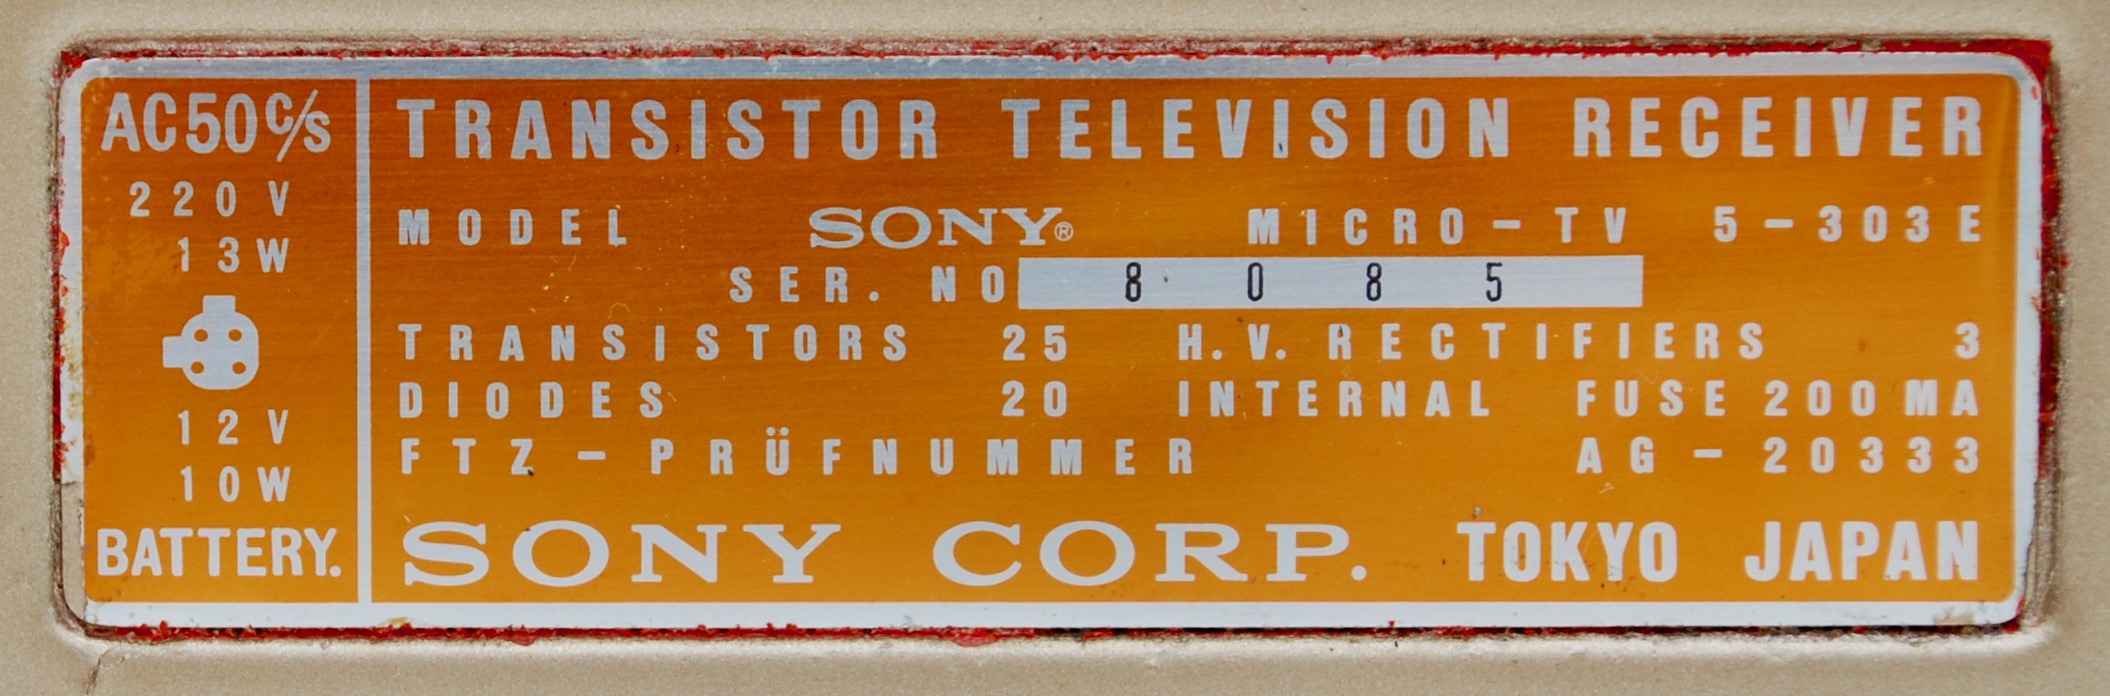 AC50C/S
220V
13W
12V
10W
BATTERY.
TRANSISTOR TELEVISION RECEIVER
MODEL SONY® MICRO-TV 5-303E
SER. NO 8085
TRANSISTORS 25 H.V. RECTIFIERS 3
DIODES 20 INTERNAL FUSE 200MA
FTZ-PRÜFNUMMER AG-20333
SONY CORP. TOKYO JAPAN